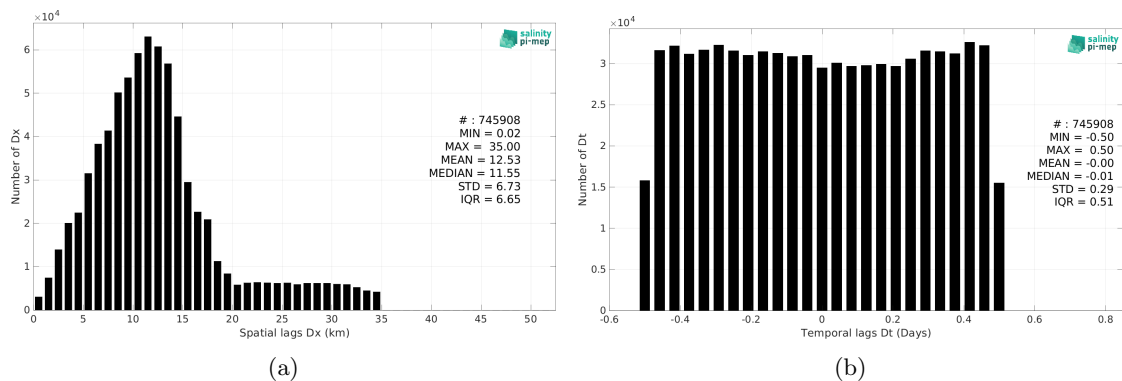 ×10⁴
6
5
4
3
2
1
0
Number of Dx
0 5 10 15 20 25 30 35 40 45 50
Spatial lags Dx (km)
salinity
pi-mep
# : 745908
MIN = 0.02
MAX = 35.00
MEAN = 12.53
MEDIAN = 11.55
STD = 6.73
IQR = 6.65
(a)
×10⁴
3
2.5
2
1.5
1
0.5
0
Number of Dt
-0.6 -0.4 -0.2 0 0.2 0.4 0.6 0.8
Temporal lags Dt (Days)
salinity
pi-mep
# : 745908
MIN = -0.50
MAX = 0.50
MEAN = -0.00
MEDIAN = -0.01
STD = 0.29
IQR = 0.51
(b)